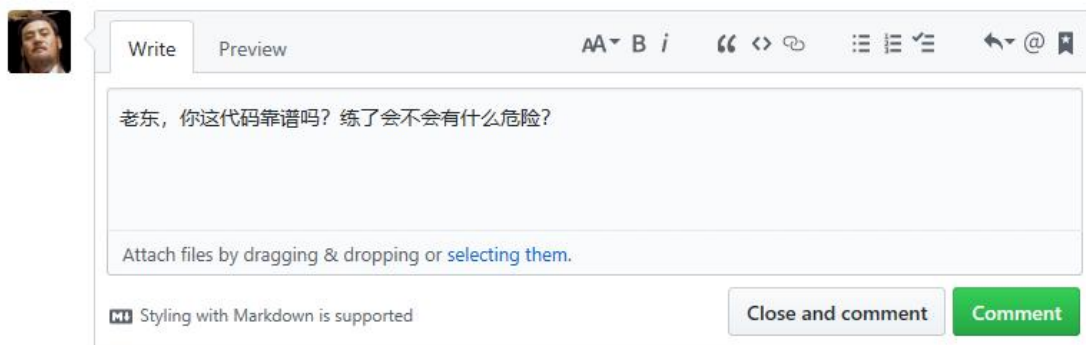 Write Preview AA B i
老东，你这代码靠谱吗？练了会不会有什么危险？
Attach files by dragging & dropping or selecting them.
Styling with Markdown is supported Close and comment Comment